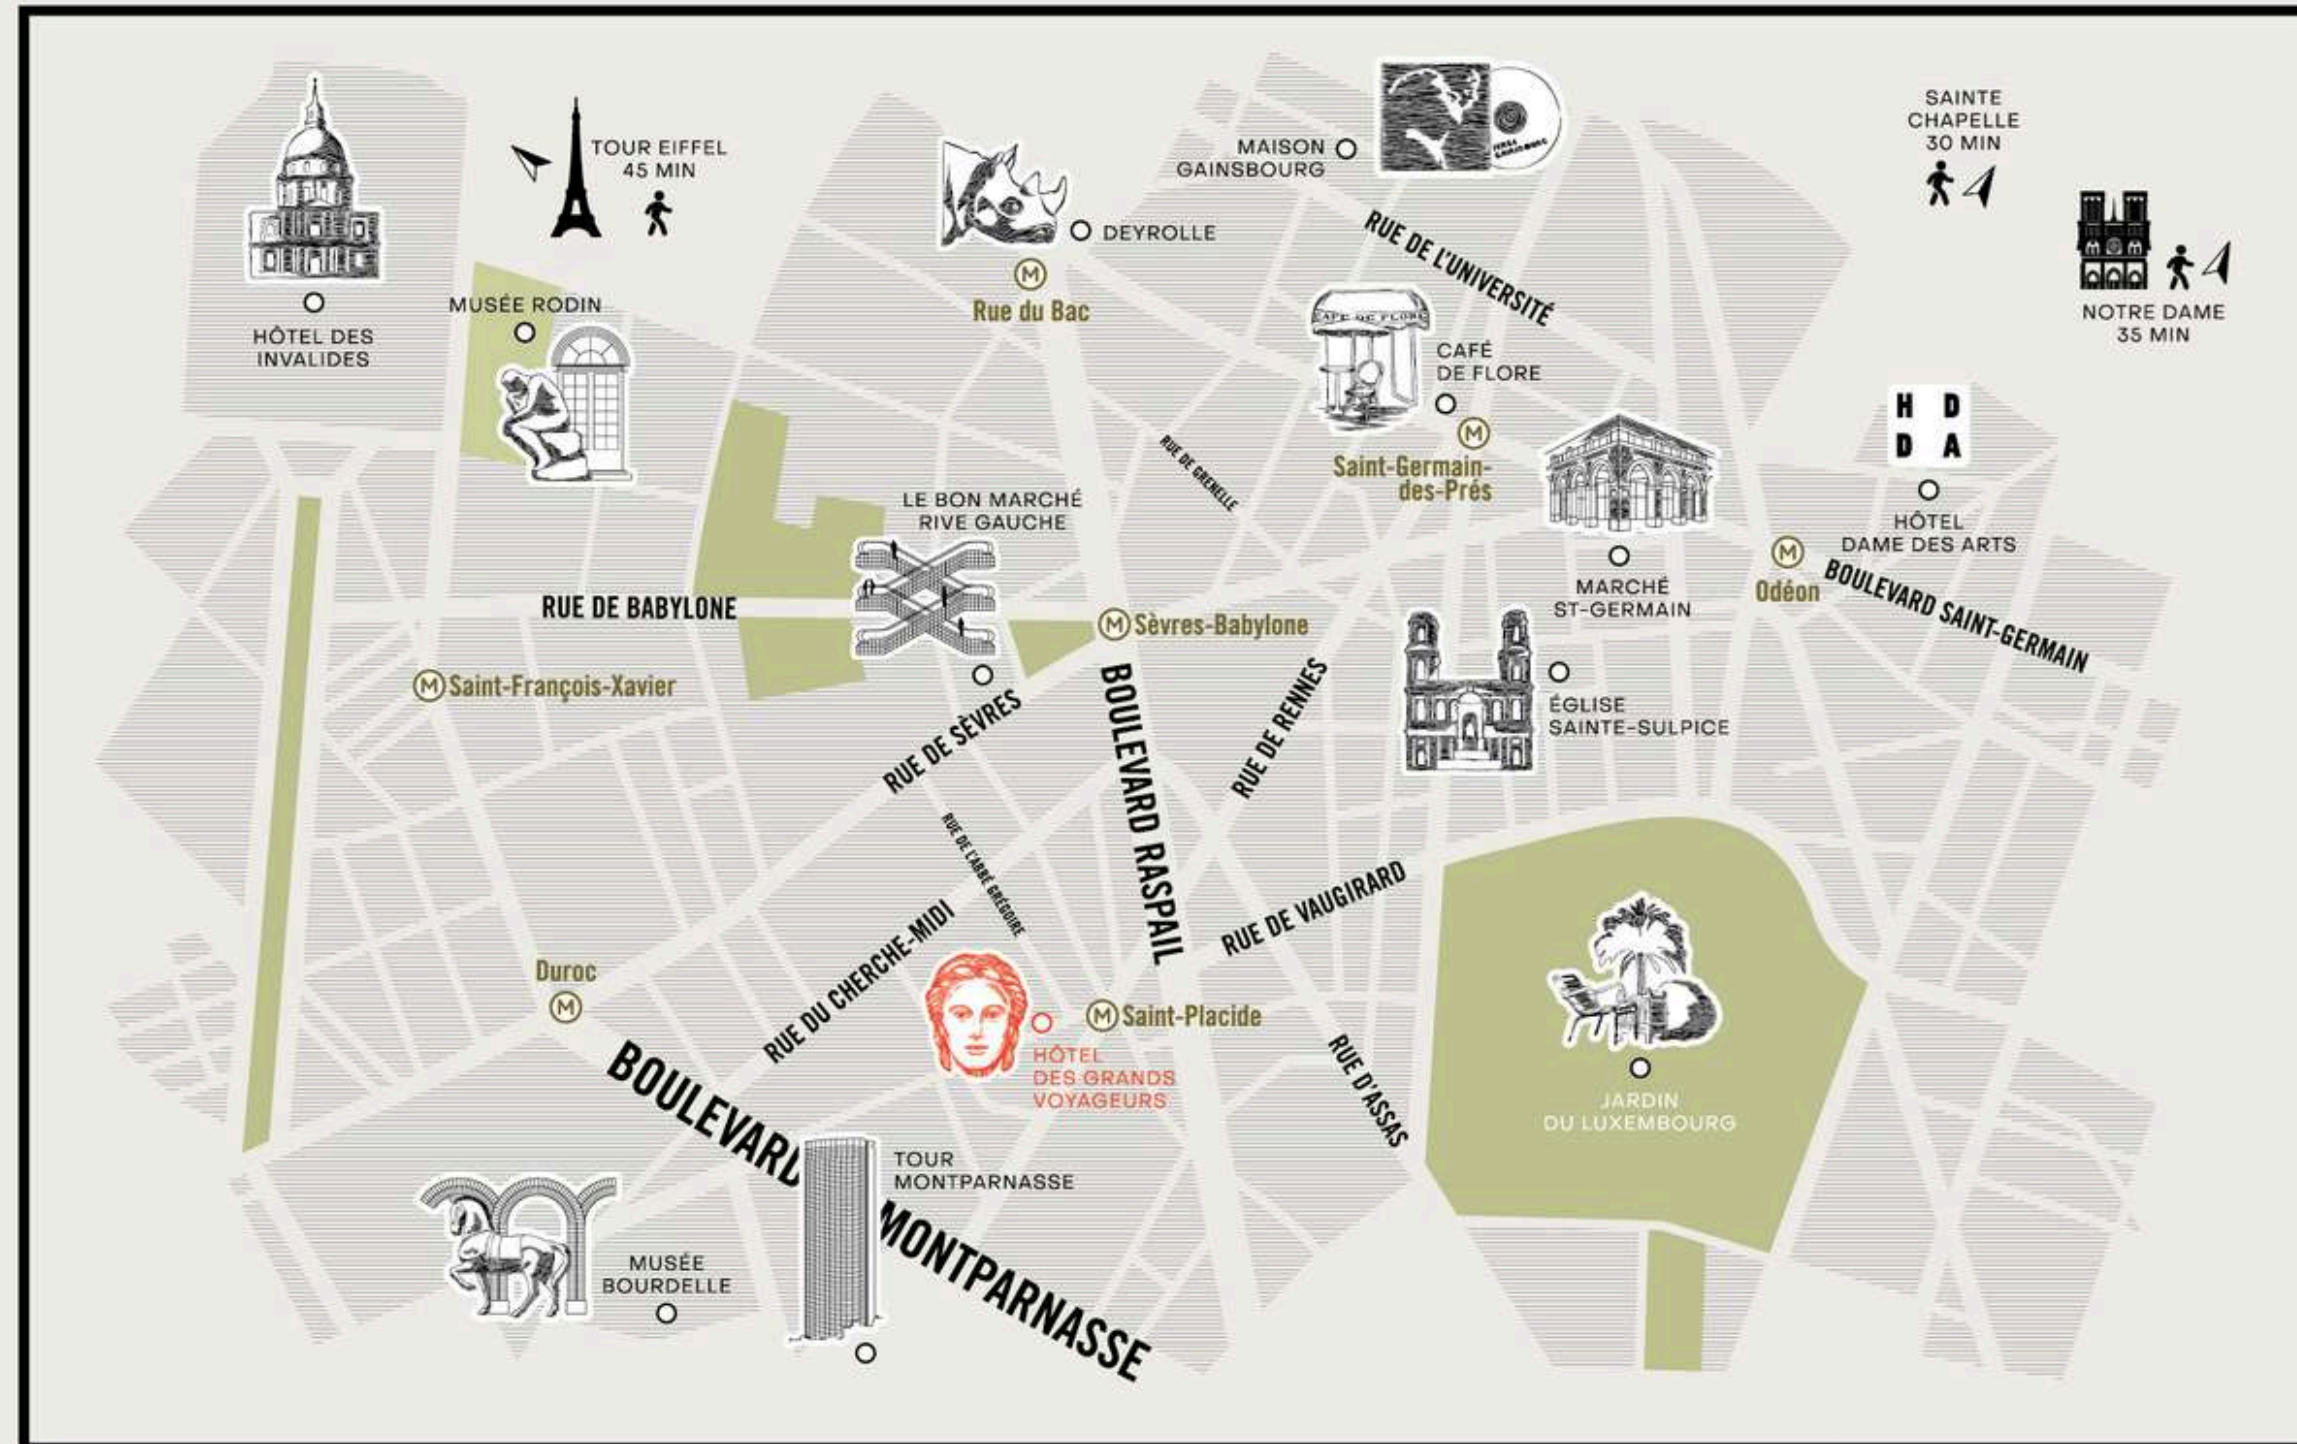 SAINTE
CHAPELLE
30 MIN
TOUR EIFFEL
45 MIN
MAISON
GAINSBOURG
DEYROLLE
RUE DE L'UNIVERSITÉ
M
Rue du Bac
MUSÉE RODIN
HÔTEL DES
INVALIDES
NOTRE DAME
35 MIN
CAFE DE FLORE
CAFÉ
DE FLORE
M
Saint-Germain-
des-Prés
H D
D A
HÔTEL
DAME DES ARTS
RUE DE GRENELLE
LE BON MARCHÉ
RIVE GAUCHE
MARCHÉ
ST-GERMAIN
M
Odéon
BOULEVARD SAINT-GERMAIN
RUE DE BABYLONE
M Sèvres-Babylone
M Saint-François-Xavier
RUE DE SÈVRES
BOULEVARD RASPAIL
RUE DE RENNES
ÉGLISE
SAINTE-SULPICE
RUE DE L'ABBÉ GRÉGOIRE
RUE DE VAUGIRARD
RUE DU CHERCHE-MIDI
Duroc
M
M Saint-Placide
HÔTEL
DES GRANDS
VOYAGEURS
RUE D'ASSAS
JARDIN
DU LUXEMBOURG
BOULEVARD MONTPARNASSE
TOUR
MONTPARNASSE
MUSÉE
BOURDELLE